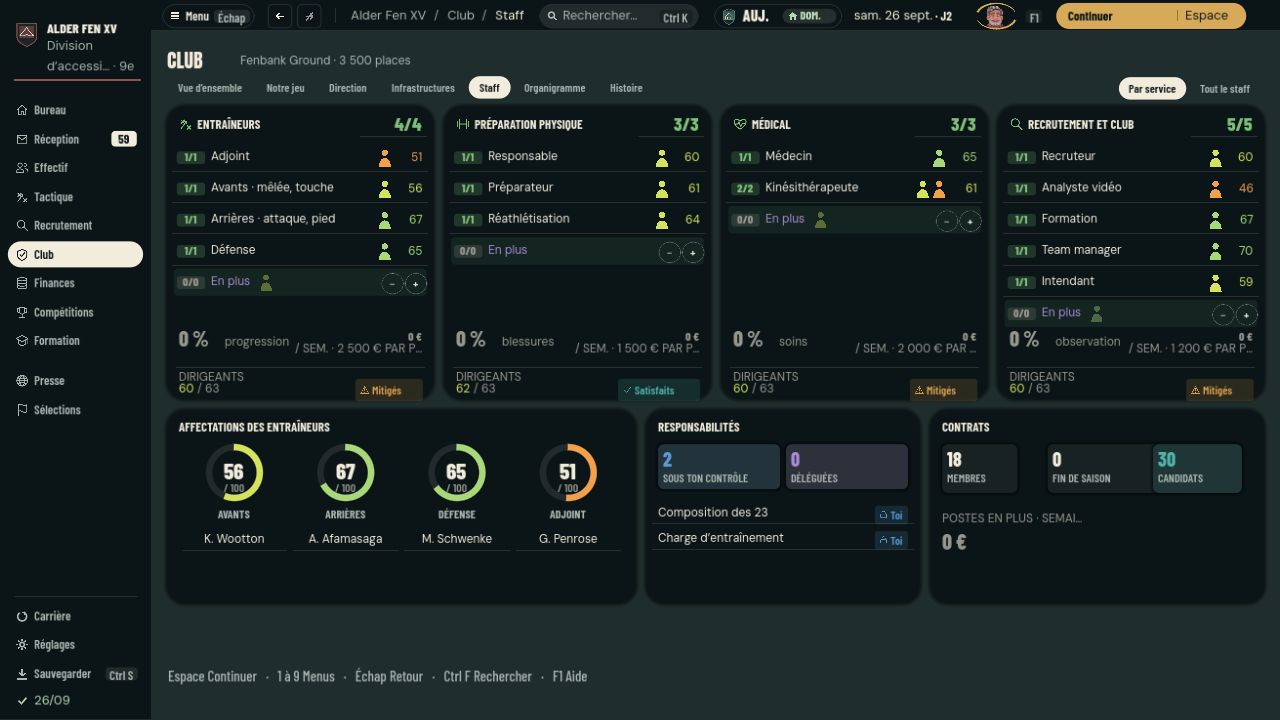 ALDER FEN XV
Division
d'accessi… · 9e
Menu Échap
Alder Fen XV / Club / Staff
Rechercher... Ctrl K
AUJ. DOM.
sam. 26 sept. · J2
F1
Continuer Espace
Bureau
Réception 59
Effectif
Tactique
Recrutement
Club
Finances
Compétitions
Formation
Presse
Sélections
Carrière
Réglages
Sauvegarder Ctrl S
26/09
CLUB Fenbank Ground · 3 500 places
Vue d'ensemble Notre jeu Direction Infrastructures Staff Organigramme Histoire
Par service Tout le staff
ENTRAÎNEURS 4/4
1/1 Adjoint 51
1/1 Avants · mêlée, touche 56
1/1 Arrières · attaque, pied 67
1/1 Défense 65
0/0 En plus − +
0 % progression 0 €
/ SEM. · 2 500 € PAR P…
DIRIGEANTS
60 / 63 Mitigés
PRÉPARATION PHYSIQUE 3/3
1/1 Responsable 60
1/1 Préparateur 61
1/1 Réathlétisation 64
0/0 En plus − +
0 % blessures 0 €
/ SEM. · 1 500 € PAR P…
DIRIGEANTS
62 / 63 Satisfaits
MÉDICAL 3/3
1/1 Médecin 65
2/2 Kinésithérapeute 61
0/0 En plus − +
0 % soins 0 €
/ SEM. · 2 000 € PAR …
DIRIGEANTS
60 / 63 Mitigés
RECRUTEMENT ET CLUB 5/5
1/1 Recruteur 60
1/1 Analyste vidéo 46
1/1 Formation 67
1/1 Team manager 70
1/1 Intendant 59
0/0 En plus − +
0 % observation 0 €
/ SEM. · 1 200 € PAR P…
DIRIGEANTS
60 / 63 Mitigés
AFFECTATIONS DES ENTRAÎNEURS
56 / 100 AVANTS K. Wootton
67 / 100 ARRIÈRES A. Afamasaga
65 / 100 DÉFENSE M. Schwenke
51 / 100 ADJOINT G. Penrose
RESPONSABILITÉS
2 SOUS TON CONTRÔLE
0 DÉLÉGUÉES
Composition des 23 Toi
Charge d'entraînement Toi
CONTRATS
18 MEMBRES
0 FIN DE SAISON
30 CANDIDATS
POSTES EN PLUS · SEMAI…
0 €
Espace Continuer · 1 à 9 Menus · Échap Retour · Ctrl F Rechercher · F1 Aide